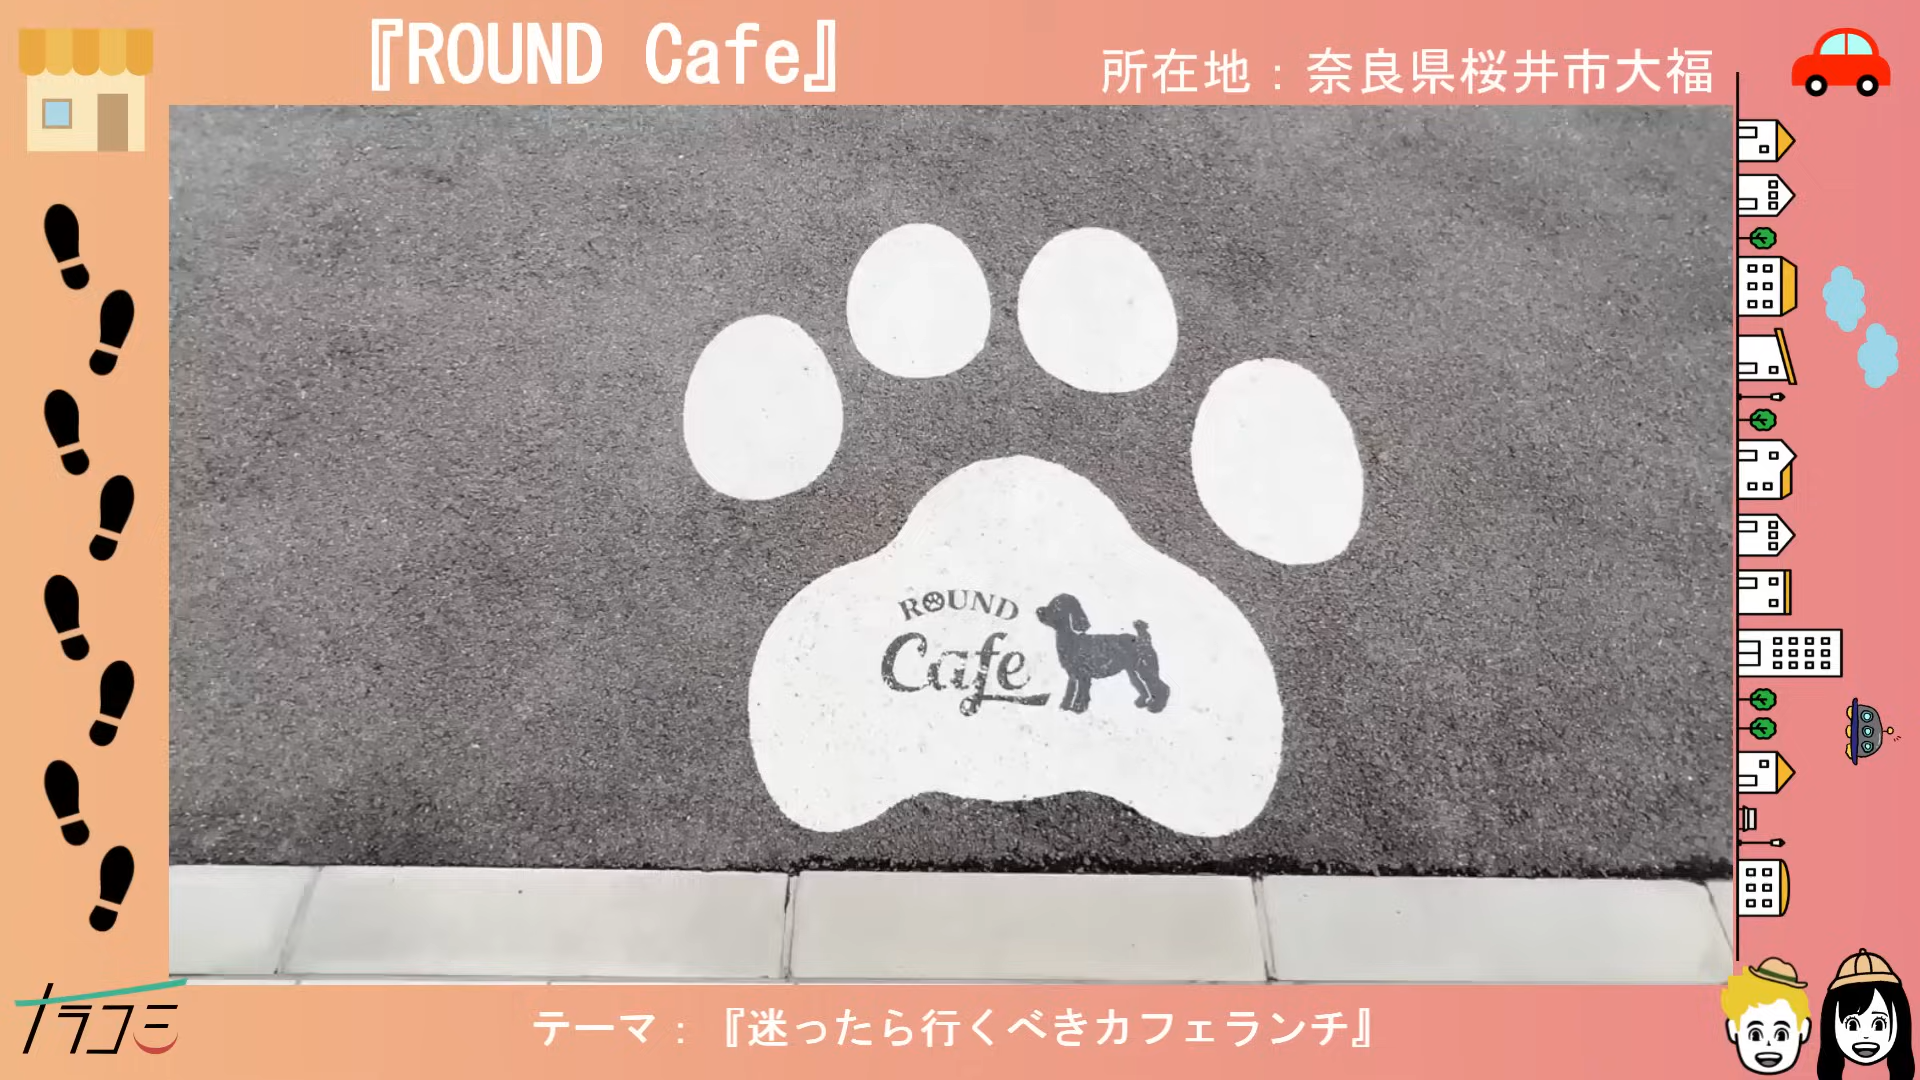 『ROUND Cafe』
所在地：奈良県桜井市大福
ROUND
Cafe
ナラコミ
テーマ：『迷ったら行くべきカフェランチ』